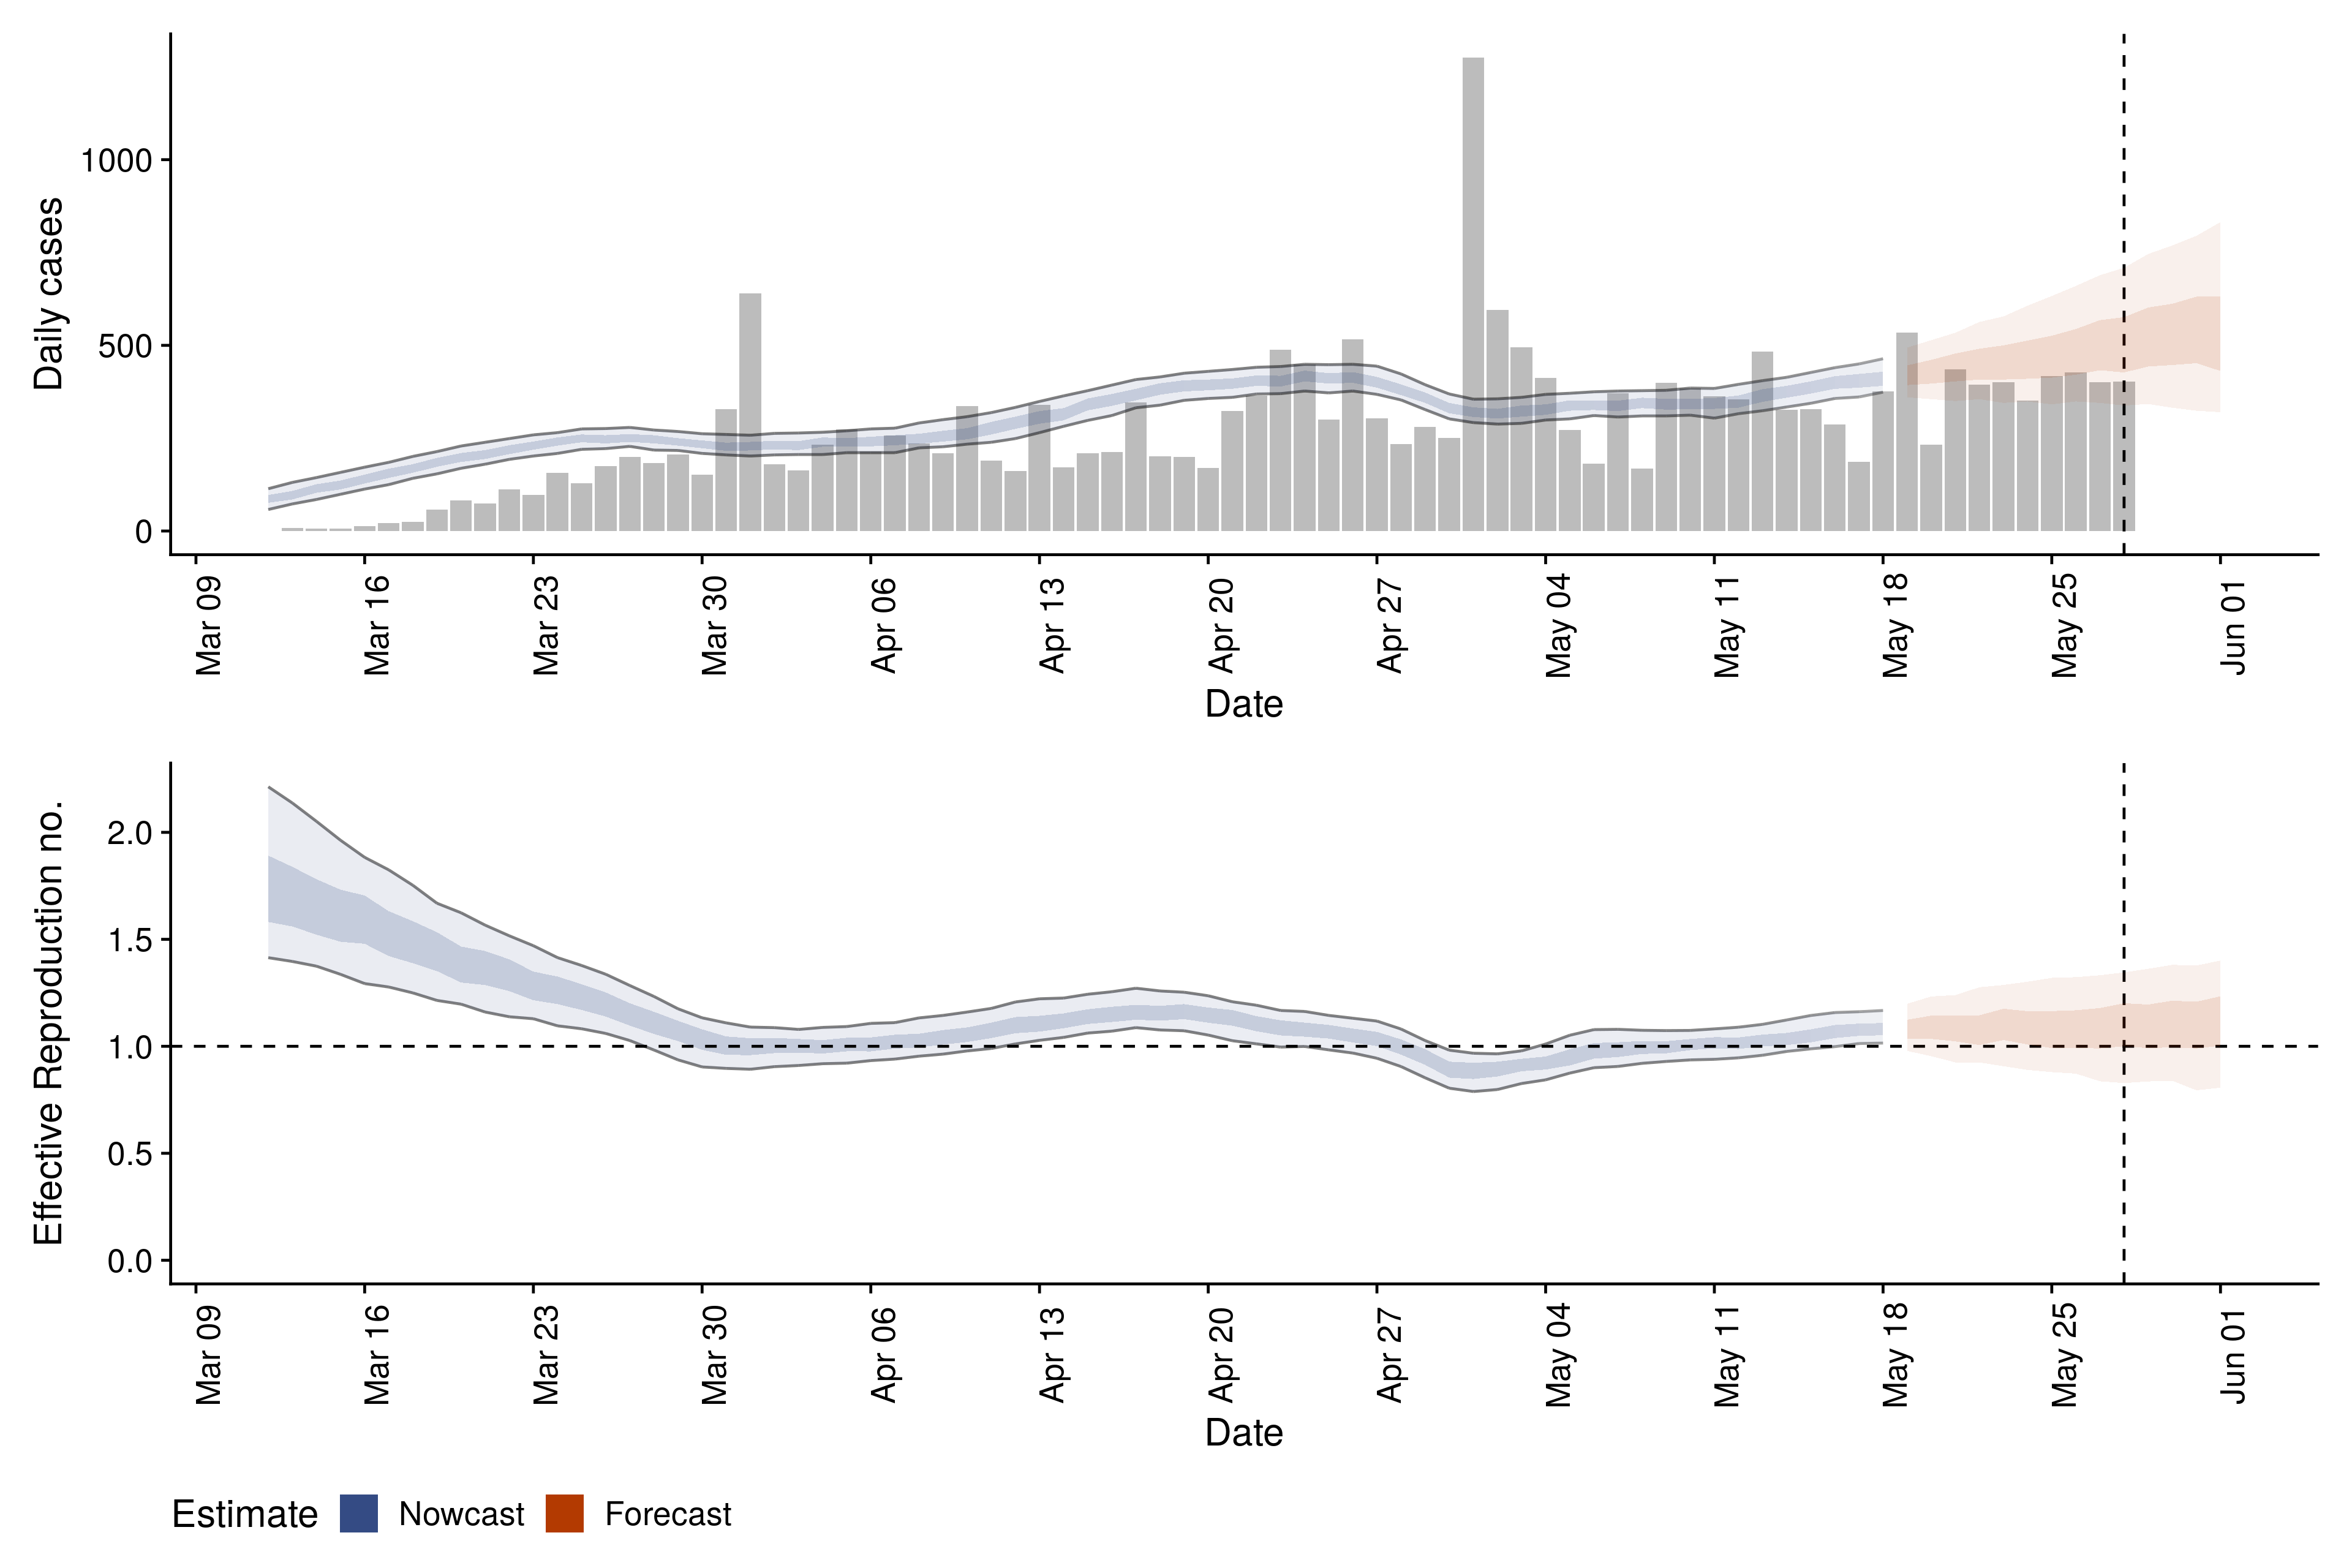 Daily cases
1000
500
0
Mar 09 Mar 16 Mar 23 Mar 30 Apr 06 Apr 13 Apr 20 Apr 27 May 04 May 11 May 18 May 25 Jun 01
Date
Effective Reproduction no.
2.0
1.5
1.0
0.5
0.0
Mar 09 Mar 16 Mar 23 Mar 30 Apr 06 Apr 13 Apr 20 Apr 27 May 04 May 11 May 18 May 25 Jun 01
Date
Estimate Nowcast Forecast